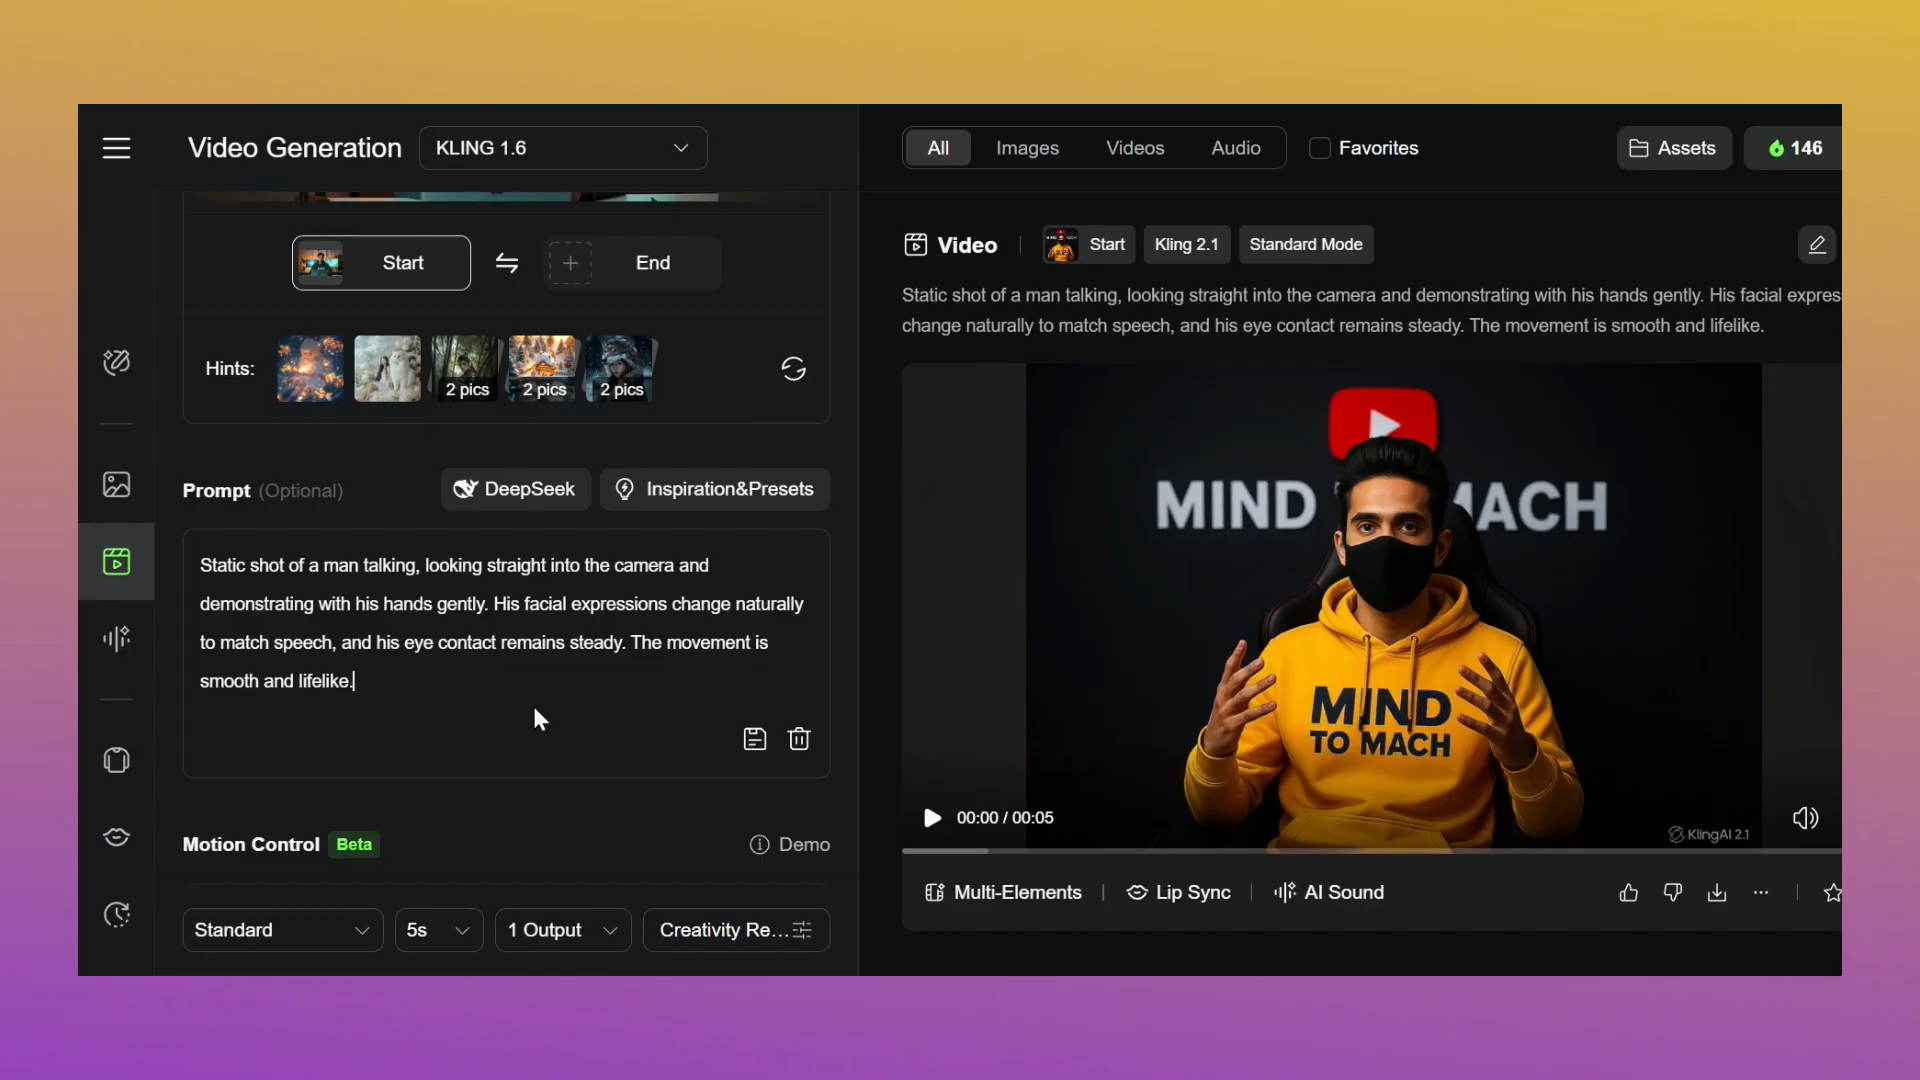 Video Generation
KLING 1.6
Start
End
Hints:
2 pics
2 pics
2 pics
Prompt (Optional)
DeepSeek
Inspiration&Presets
Static shot of a man talking, looking straight into the camera and
demonstrating with his hands gently. His facial expressions change naturally
to match speech, and his eye contact remains steady. The movement is
smooth and lifelike.
Motion Control Beta
Demo
Standard
5s
1 Output
Creativity Re...
All
Images
Videos
Audio
Favorites
Assets
146
Video
Start
Kling 2.1
Standard Mode
Static shot of a man talking, looking straight into the camera and demonstrating with his hands gently. His facial expres
change naturally to match speech, and his eye contact remains steady. The movement is smooth and lifelike.
MIND T MACH
MIND
TO MACH
00:00 / 00:05
KlingAI 2.1
Multi-Elements
Lip Sync
AI Sound